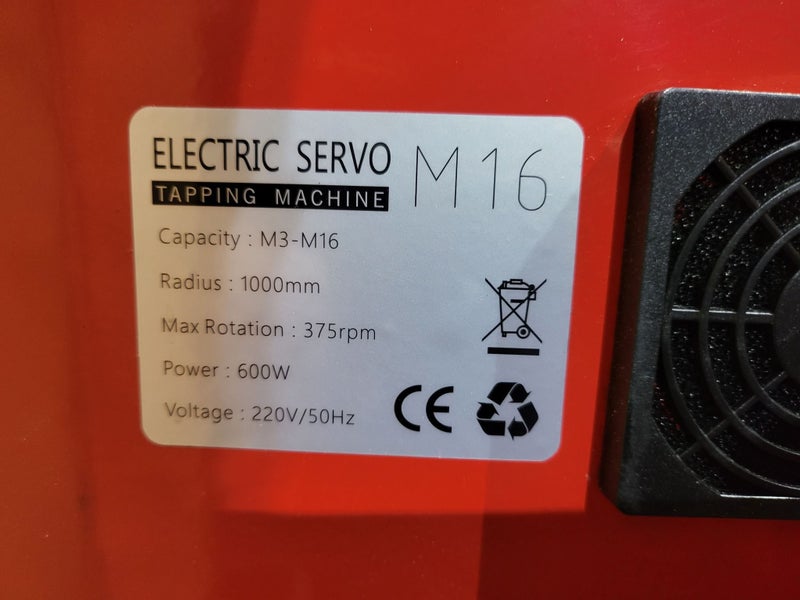 ELECTRIC SERVO M16
TAPPING MACHINE
Capacity : M3-M16
Radius : 1000mm
Max Rotation : 375rpm
Power : 600W
Voltage : 220V/50Hz
CE